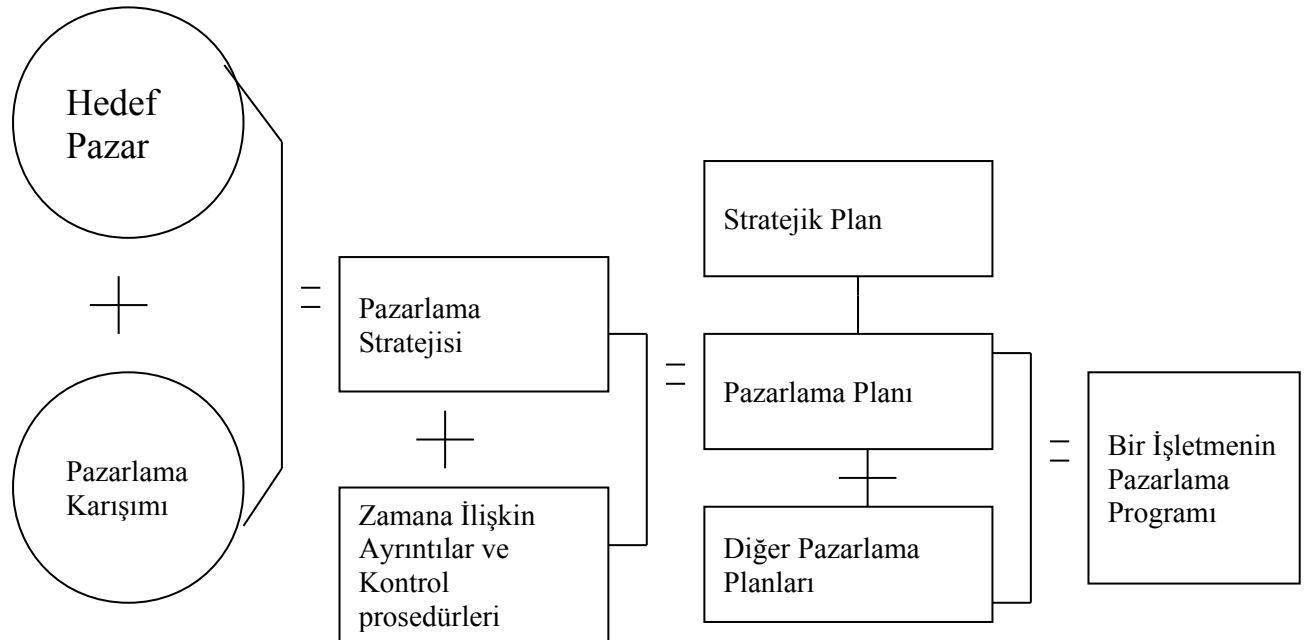 Hedef
Pazar
Pazarlama
Karışımı
Pazarlama
Stratejisi
Zamana İlişkin
Ayrıntılar ve
Kontrol
prosedürleri
Stratejik Plan
Pazarlama Planı
Diğer Pazarlama
Planları
Bir İşletmenin
Pazarlama
Programı